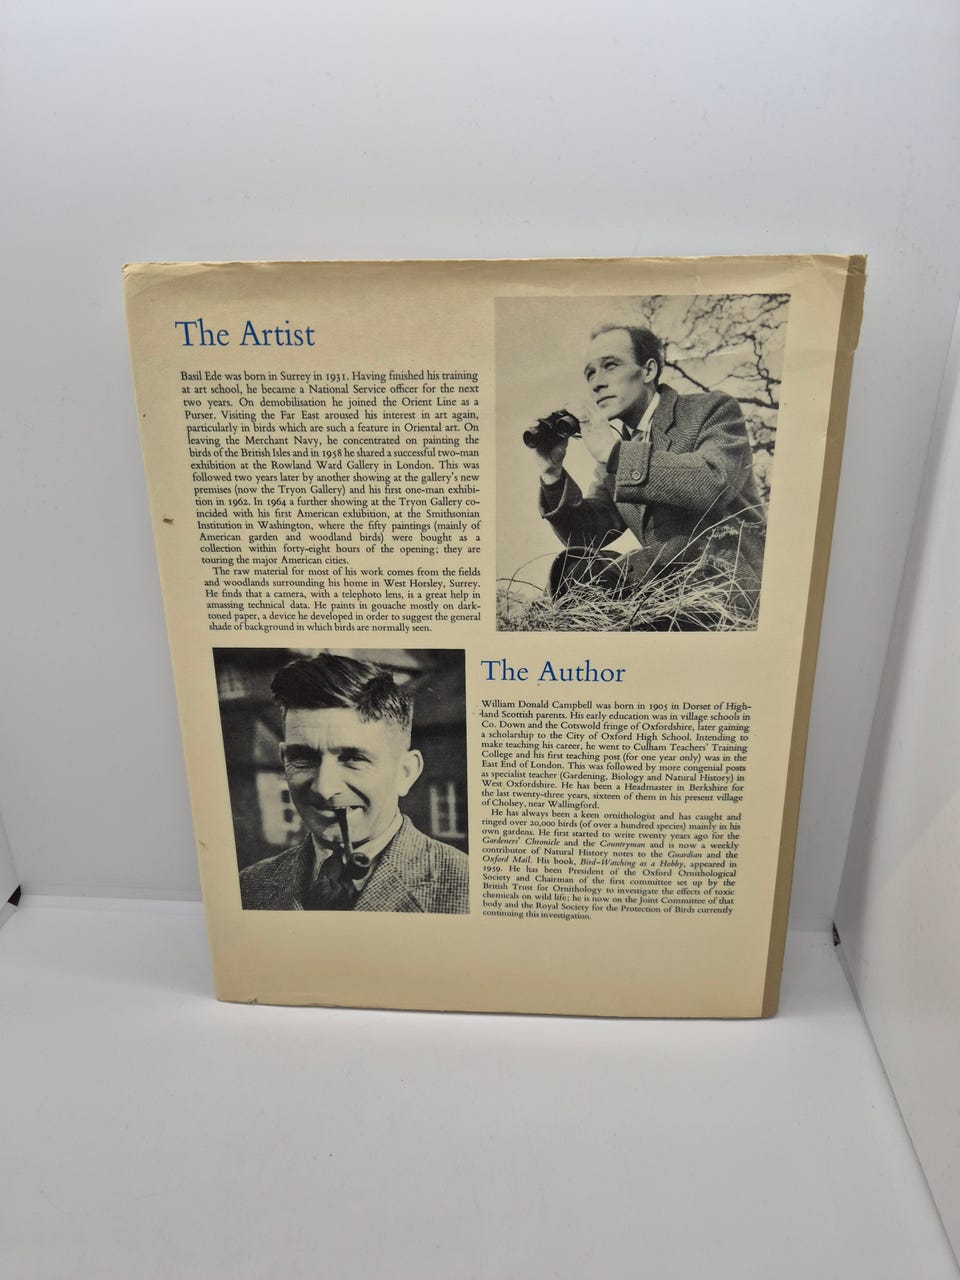 The Artist
Basil Ede was born in Surrey in 1931. Having finished his training
at art school, he became a National Service officer for the next
two years. On demobilisation he joined the Orient Line as a
Purser. Visiting the Far East aroused his interest in art again,
particularly in birds which are such a feature in Oriental art. On
leaving the Merchant Navy, he concentrated on painting the
birds of the British Isles and in 1958 he shared a successful two-man
exhibition at the Rowland Ward Gallery in London. This was
followed two years later by another showing at the gallery's new
premises (now the Tryon Gallery) and his first one-man exhibi-
tion in 1962. In 1964 a further showing at the Tryon Gallery co-
incided with his first American exhibition, at the Smithsonian
Institution in Washington, where the fifty paintings (mainly of
American garden and woodland birds) were bought as a
collection within forty-eight hours of the opening; they are
touring the major American cities.
The raw material for most of his work comes from the fields
and woodlands surrounding his home in West Horsley, Surrey.
He finds that a camera, with a telephoto lens, is a great help in
amassing technical data. He paints in gouache mostly on dark-
toned paper, a device he developed in order to suggest the general
shade of background in which birds are normally seen.
The Author
William Donald Campbell was born in 1905 in Dorset of High-
land Scottish parents. His early education was in village schools in
Co. Down and the Cotswold fringe of Oxfordshire, later gaining
a scholarship to the City of Oxford High School. Intending to
make teaching his career, he went to Culham Teachers' Training
College and his first teaching post (for one year only) was in the
East End of London. This was followed by more congenial posts
as specialist teacher (Gardening, Biology and Natural History) in
West Oxfordshire. He has been a Headmaster in Berkshire for
the last twenty-three years, sixteen of them in his present village
of Cholsey, near Wallingford.
He has always been a keen ornithologist and has caught and
ringed over 20,000 birds (of over a hundred species) mainly in his
own gardens. He first started to write twenty years ago for the
Gardeners' Chronicle and the Countryman and is now a weekly
contributor of Natural History notes to the Guardian and the
Oxford Mail. His book, Bird-Watching as a Hobby, appeared in
1959. He has been President of the Oxford Ornithological
Society and Chairman of the first committee set up by the
British Trust for Ornithology to investigate the effects of toxic
chemicals on wild life; he is now on the Joint Committee of that
body and the Royal Society for the Protection of Birds currently
continuing this investigation.